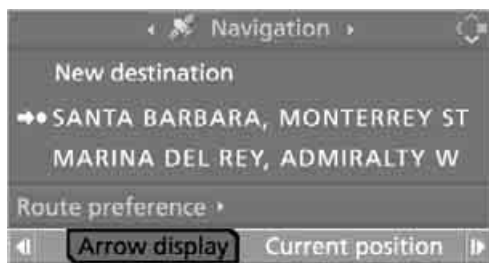 Navigation
New destination
SANTA BARBARA, MONTERREY ST
MARINA DEL REY, ADMIRALTY W
Route preference
Arrow display Current position